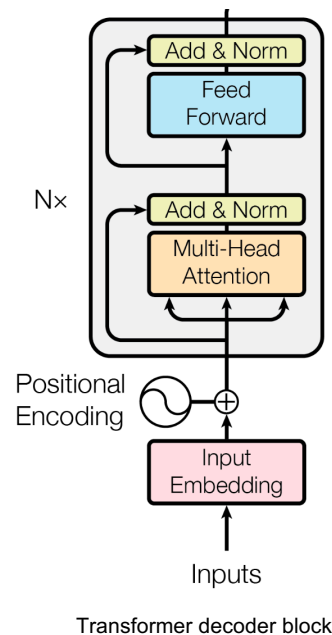 Add & Norm
Feed
Forward
N×
Add & Norm
Multi-Head
Attention
Positional
Encoding
Input
Embedding
Inputs
Transformer decoder block